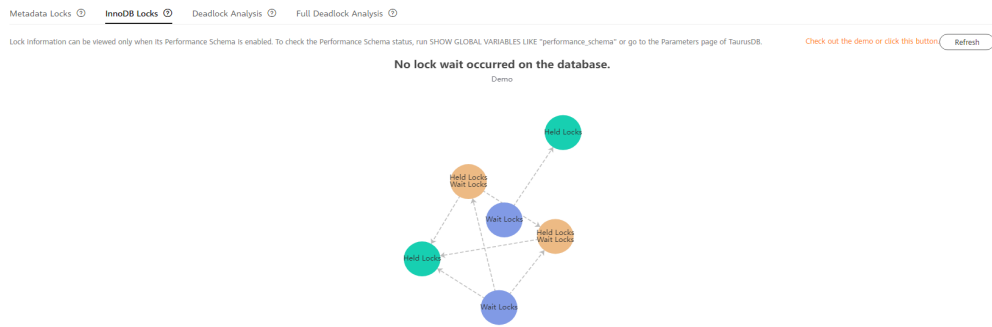 Metadata Locks InnoDB Locks Deadlock Analysis Full Deadlock Analysis
Lock information can be viewed only when its Performance Schema is enabled. To check the Performance Schema status, run SHOW GLOBAL VARIABLES LIKE "performance_schema" or go to the Parameters page of TaurusDB. Check out the demo or click this button. Refresh
No lock wait occurred on the database.
Demo
Held Locks
Held Locks
Wait Locks
Wait Locks
Held Locks
Wait Locks
Held Locks
Wait Locks